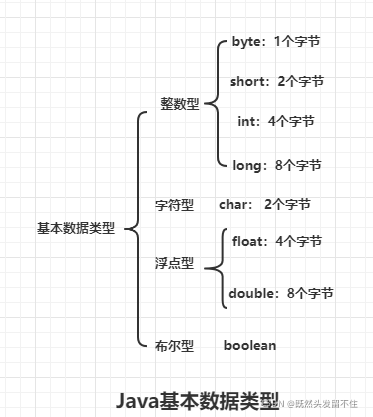 byte：1个字节
short：2个字节
整数型
int：4个字节
long：8个字节
字符型 char： 2个字节
基本数据类型
float：4个字节
浮点型
double：8个字节
布尔型 boolean
Java基本数据类型
@既然头发留不住